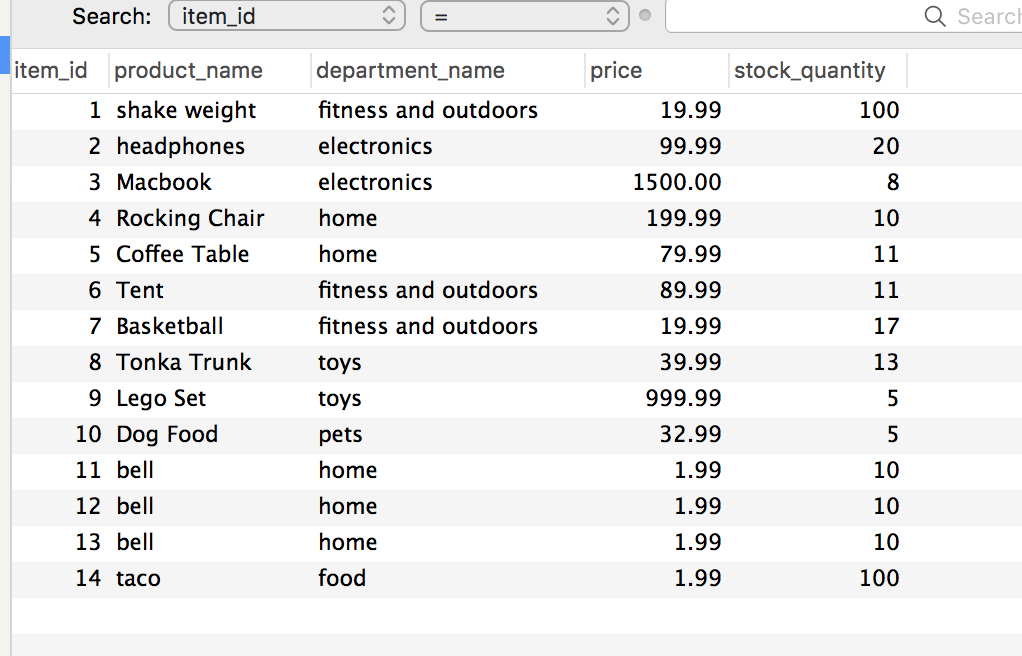 Search: item_id = Search
item_id product_name department_name price stock_quantity
1 shake weight fitness and outdoors 19.99 100
2 headphones electronics 99.99 20
3 Macbook electronics 1500.00 8
4 Rocking Chair home 199.99 10
5 Coffee Table home 79.99 11
6 Tent fitness and outdoors 89.99 11
7 Basketball fitness and outdoors 19.99 17
8 Tonka Trunk toys 39.99 13
9 Lego Set toys 999.99 5
10 Dog Food pets 32.99 5
11 bell home 1.99 10
12 bell home 1.99 10
13 bell home 1.99 10
14 taco food 1.99 100